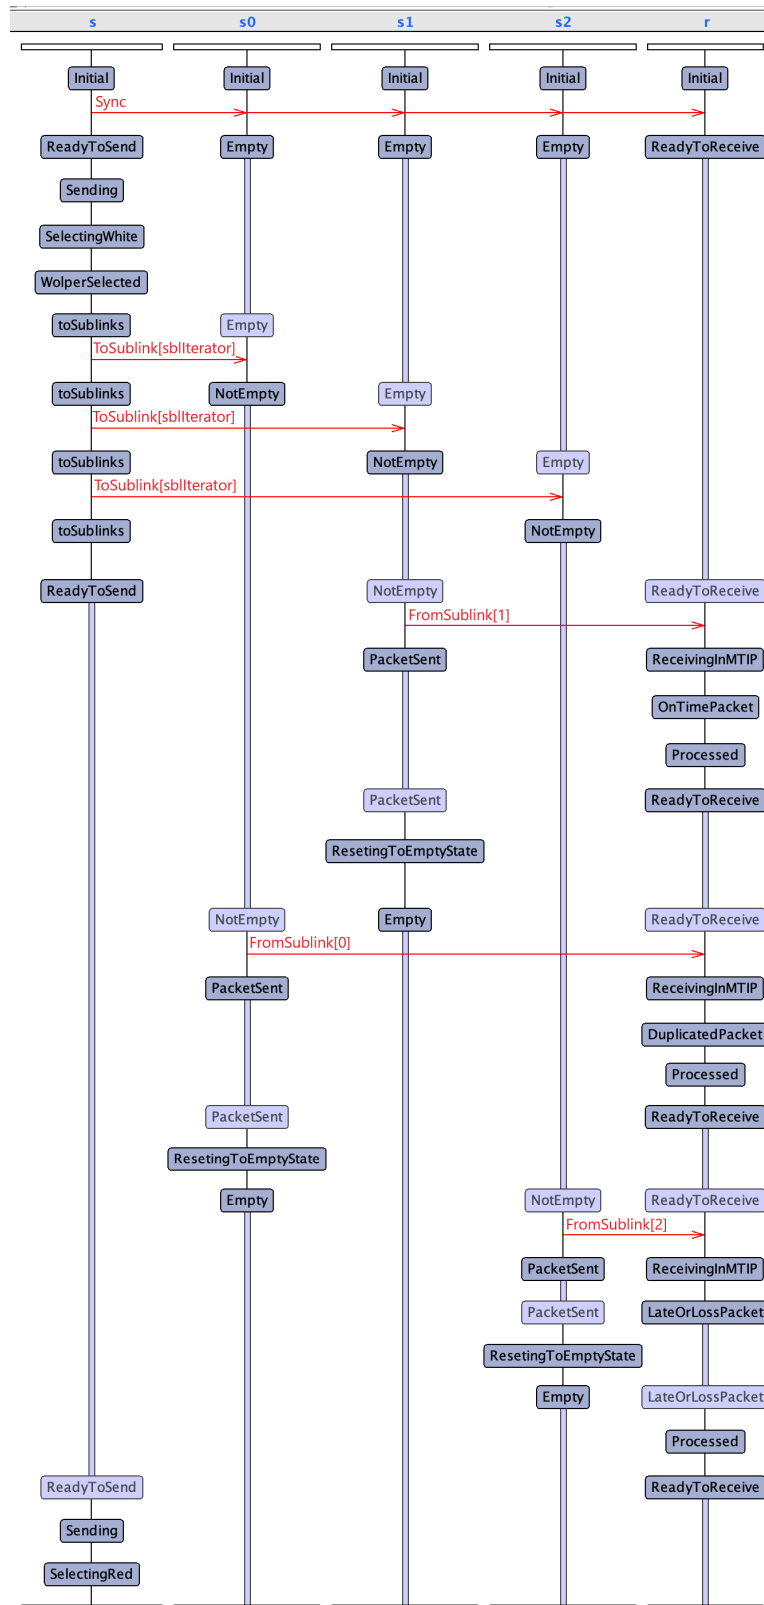 s s0 s1 s2 r
Initial Initial Initial Initial Initial
Sync
ReadyToSend Empty Empty Empty ReadyToReceive
Sending
SelectingWhite
WolperSelected
toSublinks Empty
ToSublink[sblIterator]
toSublinks NotEmpty Empty
ToSublink[sblIterator]
toSublinks NotEmpty Empty
ToSublink[sblIterator]
toSublinks NotEmpty
ReadyToSend NotEmpty ReadyToReceive
FromSublink[1]
PacketSent ReceivingInMTIP
OnTimePacket
Processed
PacketSent ReadyToReceive
ResetingToEmptyState
NotEmpty Empty ReadyToReceive
FromSublink[0]
PacketSent ReceivingInMTIP
DuplicatedPacket
Processed
PacketSent ReadyToReceive
ResetingToEmptyState
Empty NotEmpty ReadyToReceive
FromSublink[2]
PacketSent ReceivingInMTIP
PacketSent LateOrLossPacket
ResetingToEmptyState
Empty LateOrLossPacket
Processed
ReadyToSend ReadyToReceive
Sending
SelectingRed